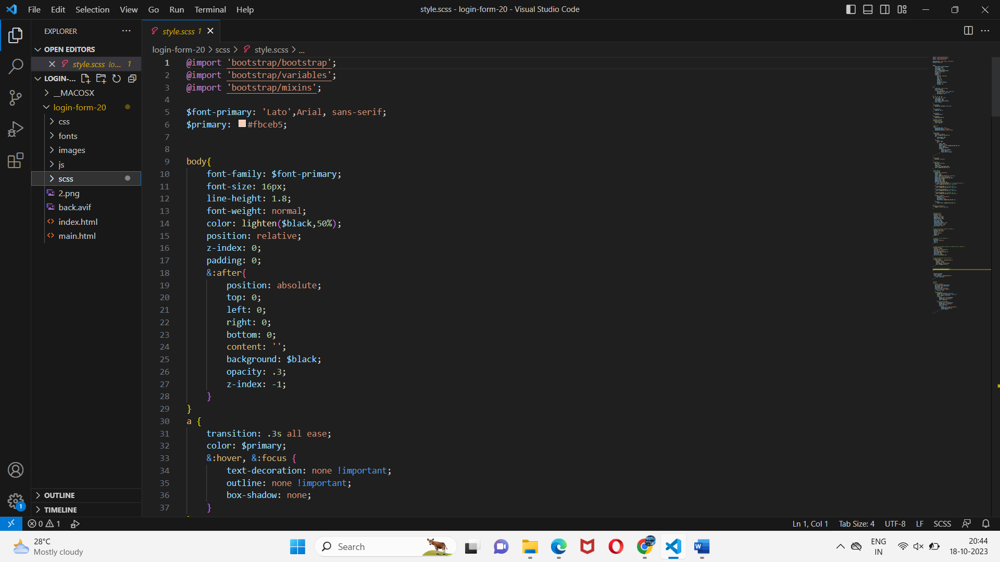 File Edit Selection View Go Run Terminal Help
style.scss - login-form-20 - Visual Studio Code
EXPLORER
style.scss 1
OPEN EDITORS
style.scss lo... 1
LOGIN-...
__MACOSX
login-form-20
css
fonts
images
js
scss
2.png
back.avif
index.html
main.html
OUTLINE
TIMELINE
1
login-form-20 > scss > style.scss > ...
1 @import 'bootstrap/bootstrap';
2 @import 'bootstrap/variables';
3 @import 'bootstrap/mixins';
4
5 $font-primary: 'Lato',Arial, sans-serif;
6 $primary: #fbceb5;
7
8
9 body{
10 font-family: $font-primary;
11 font-size: 16px;
12 line-height: 1.8;
13 font-weight: normal;
14 color: lighten($black,50%);
15 position: relative;
16 z-index: 0;
17 padding: 0;
18 &:after{
19 position: absolute;
20 top: 0;
21 left: 0;
22 right: 0;
23 bottom: 0;
24 content: '';
25 background: $black;
26 opacity: .3;
27 z-index: -1;
28 }
29 }
30 a {
31 transition: .3s all ease;
32 color: $primary;
33 &:hover, &:focus {
34 text-decoration: none !important;
35 outline: none !important;
36 box-shadow: none;
37 }
0 1
Ln 1, Col 1 Tab Size: 4 UTF-8 LF SCSS
28°C
Mostly cloudy
Search
W
ENG
IN
20:44
18-10-2023